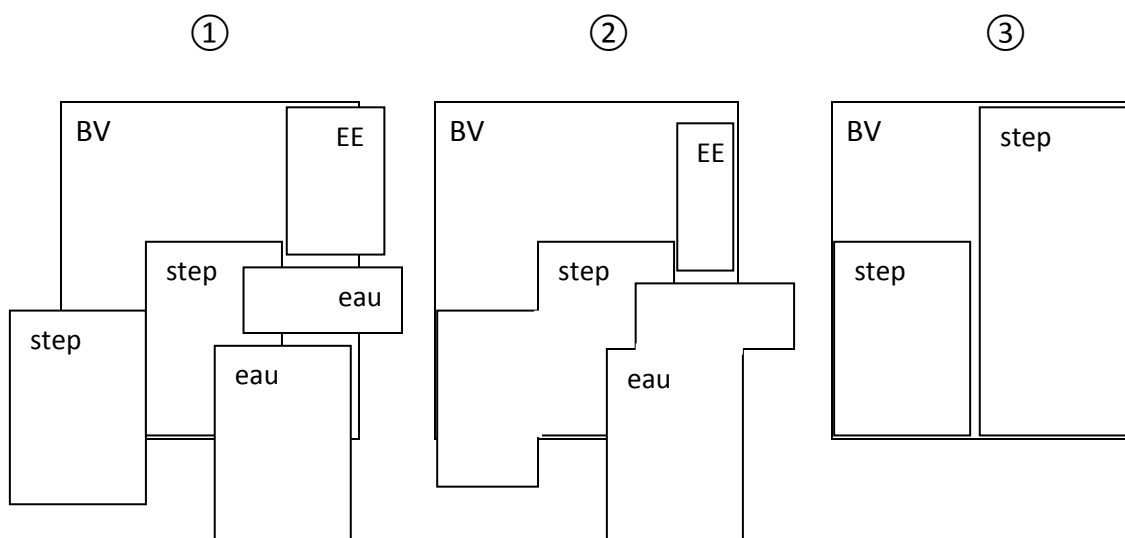 ① ② ③
BV EE BV EE BV step
step step step
eau
step eau eau